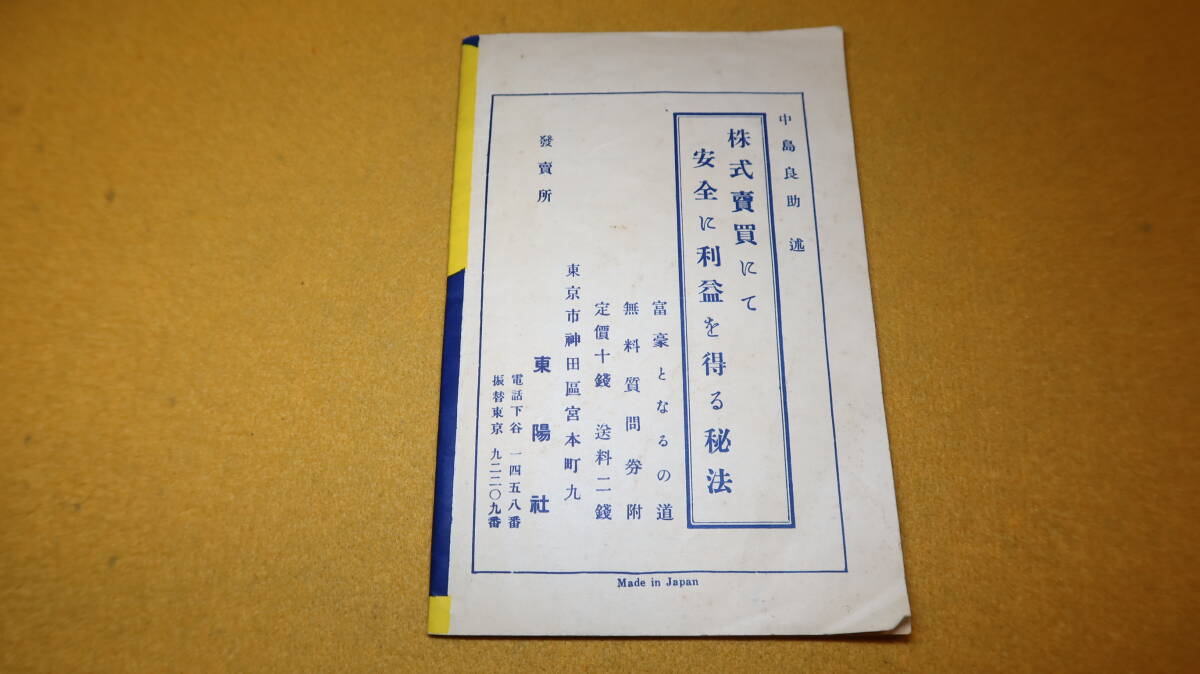 中島良助 述
株式賣買にて
安全に利益を得る秘法
富豪となるの道
無料質問劵附
定價十錢 送料二錢
東京市神田區宮本町九
發賣所
東陽社
電話下谷 一四五八番
振替東京 九二二〇九番
Made in Japan